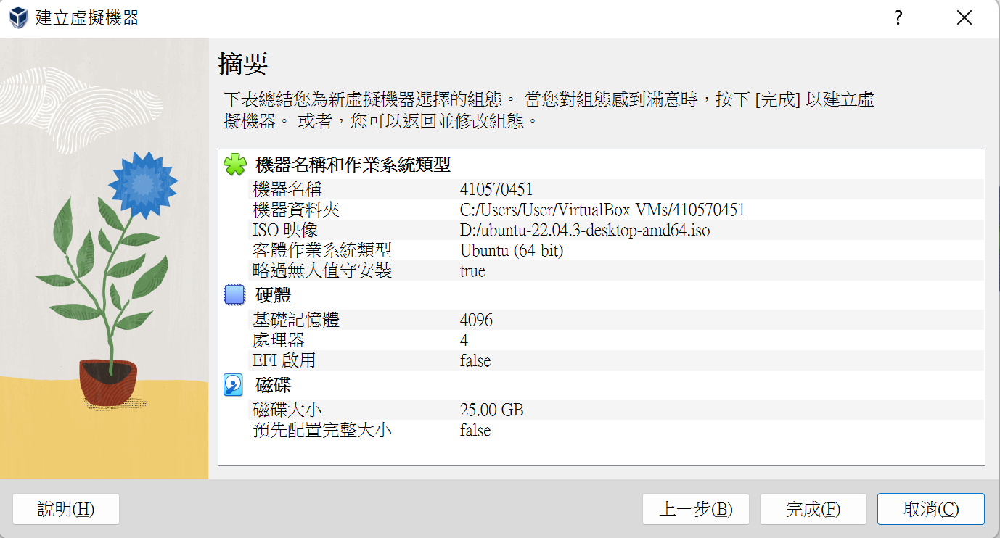 建立虛擬機器
?
摘要
下表總結您為新虛擬機器選擇的組態。 當您對組態感到滿意時，按下 [完成] 以建立虛
擬機器。 或者，您可以返回並修改組態。
機器名稱和作業系統類型
機器名稱 410570451
機器資料夾 C:/Users/User/VirtualBox VMs/410570451
ISO 映像 D:/ubuntu-22.04.3-desktop-amd64.iso
客體作業系統類型 Ubuntu (64-bit)
略過無人值守安裝 true
硬體
基礎記憶體 4096
處理器 4
EFI 啟用 false
磁碟
磁碟大小 25.00 GB
預先配置完整大小 false
說明(H) 上一步(B) 完成(F) 取消(C)